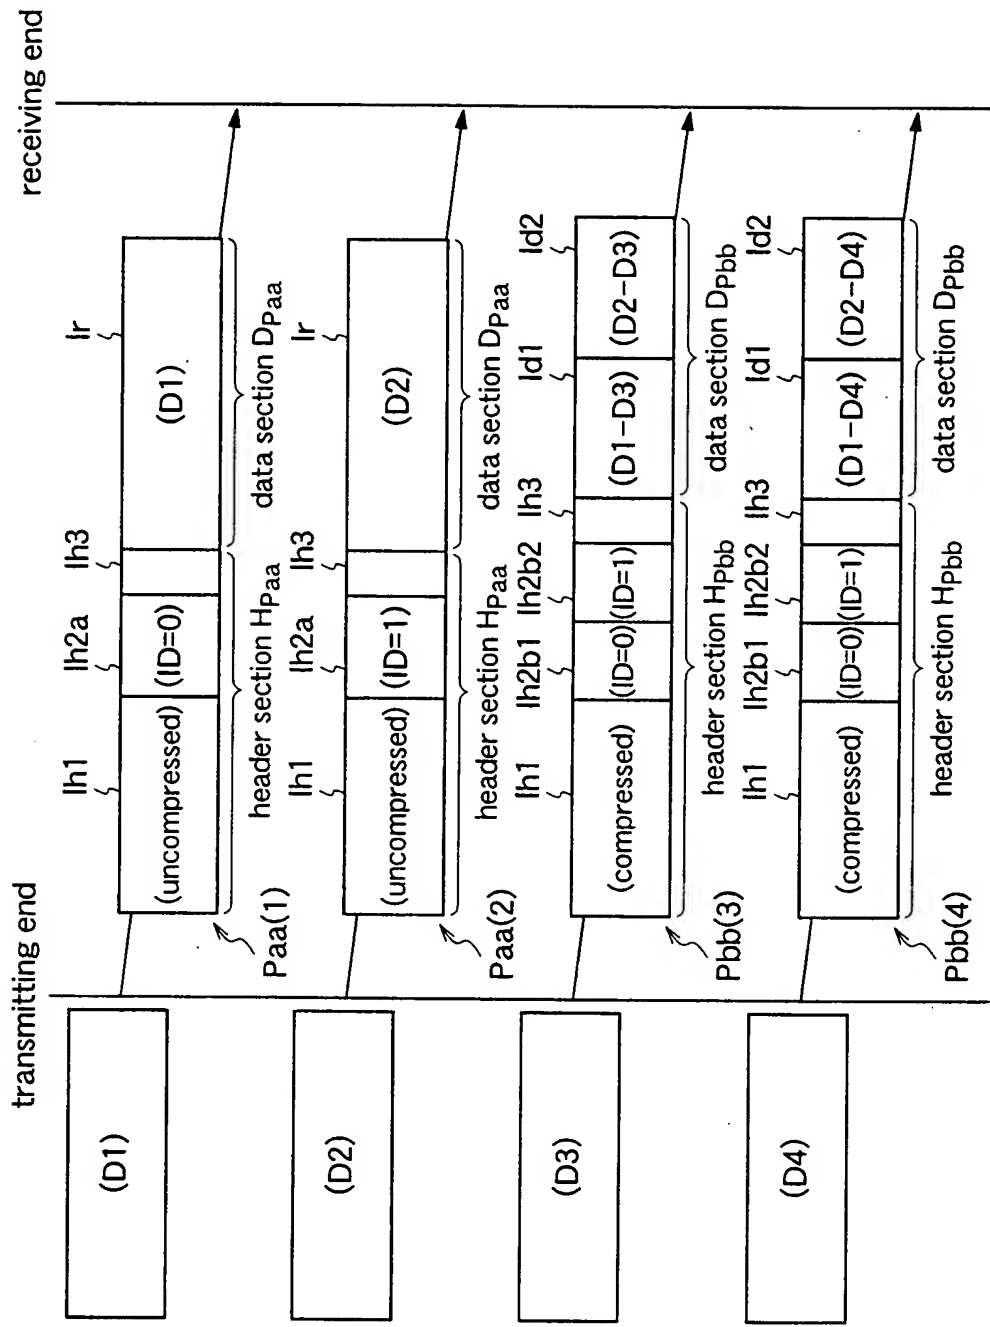 transmitting end
receiving end
(D1)
Ih1
Ih2a
Ih3
Ir
(uncompressed)
(ID=0)
(D1)
header section HPaa
data section DPaa
Paa(1)
(D2)
Ih1
Ih2a
Ih3
Ir
(uncompressed)
(ID=1)
(D2)
header section HPaa
data section DPaa
Paa(2)
(D3)
Ih1
Ih2b1
Ih2b2
Ih3
Id1
Id2
(compressed)
(ID=0)
(ID=1)
(D1-D3)
(D2-D3)
header section HPbb
data section DPbb
Pbb(3)
(D4)
Ih1
Ih2b1
Ih2b2
Ih3
Id1
Id2
(compressed)
(ID=0)
(ID=1)
(D1-D4)
(D2-D4)
header section HPbb
data section DPbb
Pbb(4)